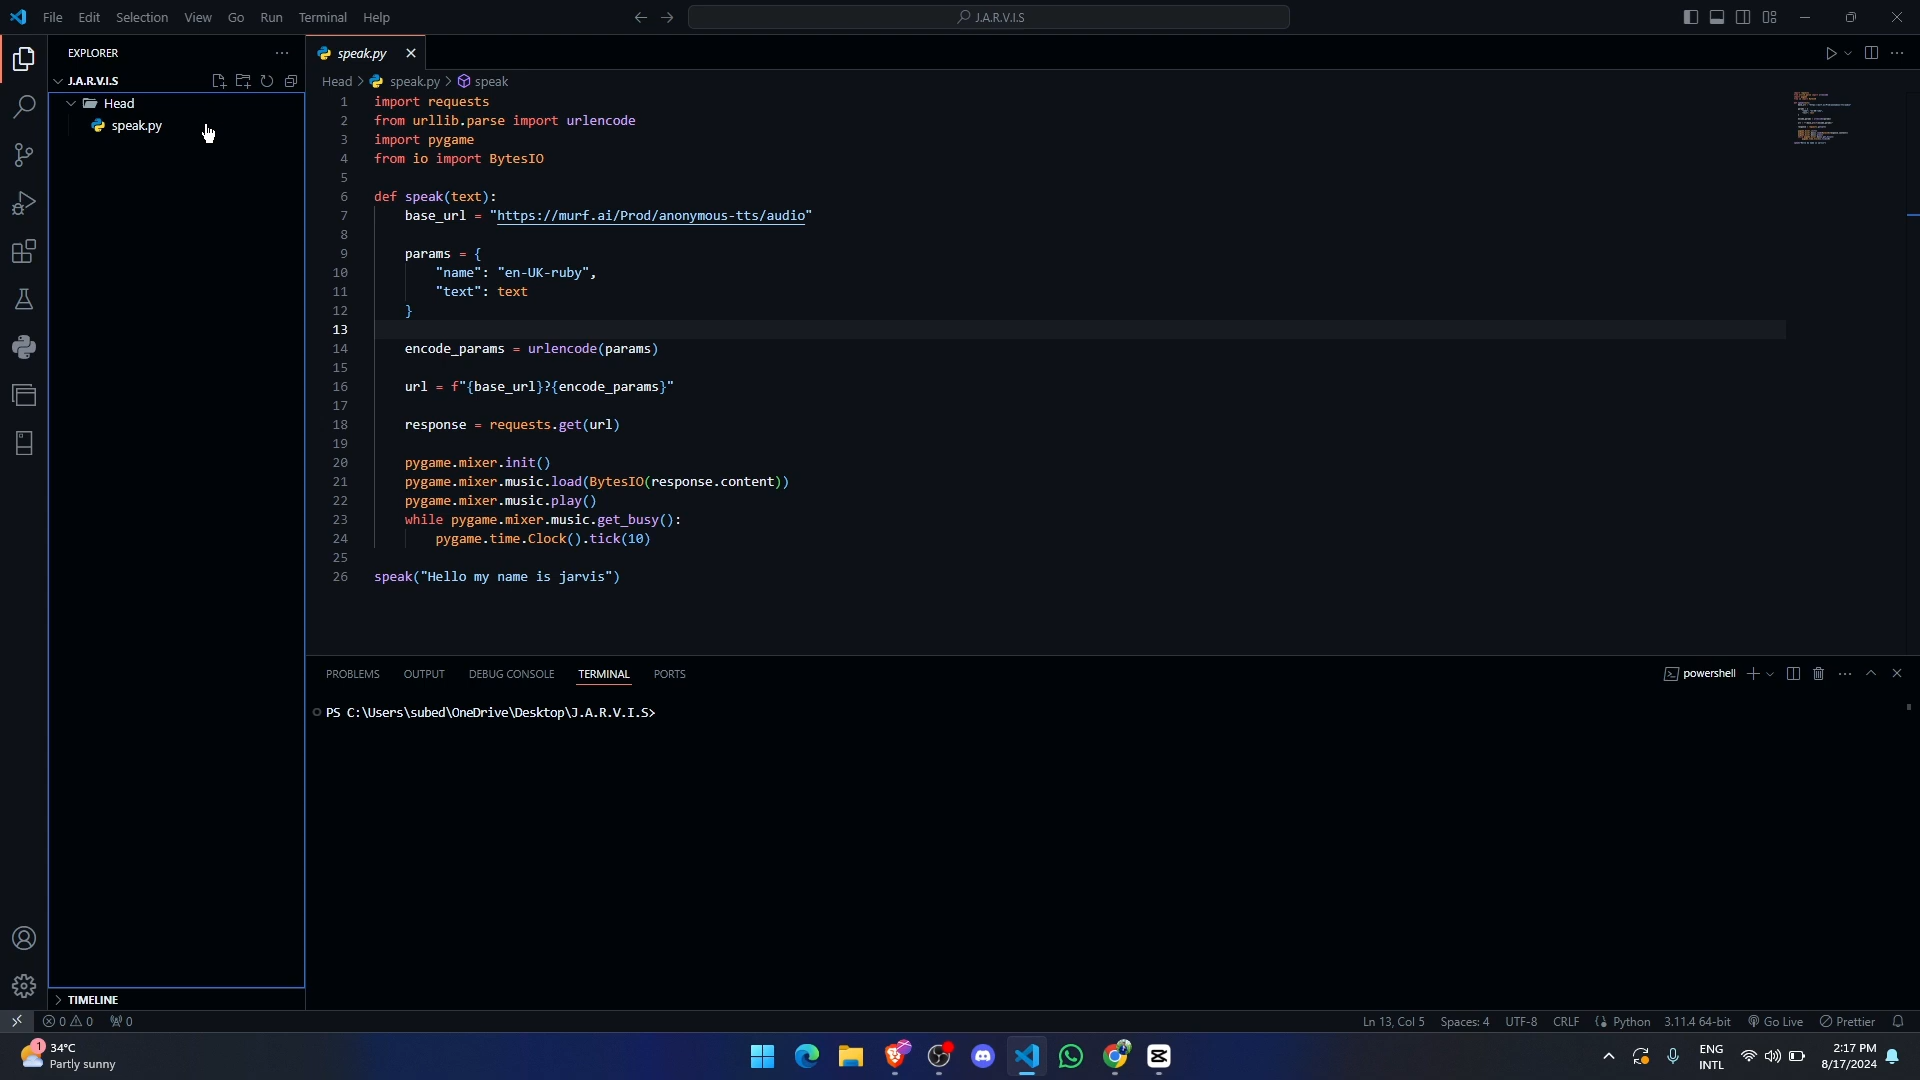 File Edit Selection View Go Run Terminal Help
J.A.R.V.I.S
EXPLORER
J.A.R.V.I.S
Head
speak.py
speak.py
Head > speak.py > speak
1 import requests
2 from urllib.parse import urlencode
3 import pygame
4 from io import BytesIO
5
6 def speak(text):
7 base_url = "https://murf.ai/Prod/anonymous-tts/audio"
8
9 params = {
10 "name": "en-UK-ruby",
11 "text": text
12 }
13
14 encode_params = urlencode(params)
15
16 url = f"{base_url}?{encode_params}"
17
18 response = requests.get(url)
19
20 pygame.mixer.init()
21 pygame.mixer.music.load(BytesIO(response.content))
22 pygame.mixer.music.play()
23 while pygame.mixer.music.get_busy():
24 pygame.time.Clock().tick(10)
25
26 speak("Hello my name is jarvis")
PROBLEMS OUTPUT DEBUG CONSOLE TERMINAL PORTS
powershell
PS C:\Users\subed\OneDrive\Desktop\J.A.R.V.I.S>
TIMELINE
0 0 0
Ln 13, Col 5 Spaces: 4 UTF-8 CRLF Python 3.11.4 64-bit Go Live Prettier
1
34°C
Partly sunny
ENG
INTL
2:17 PM
8/17/2024